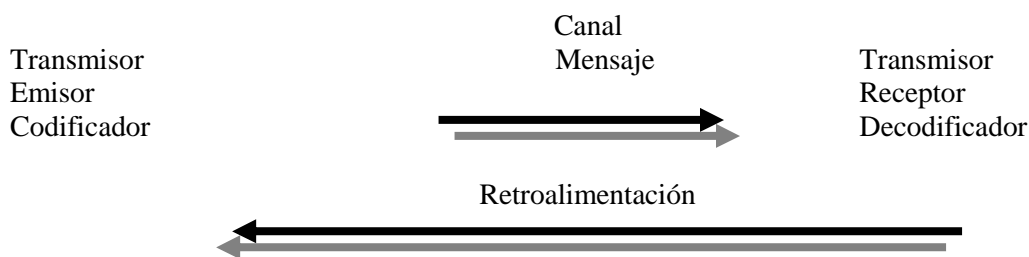 Canal
Transmisor Mensaje Transmisor
Emisor Receptor
Codificador Decodificador
Retroalimentación